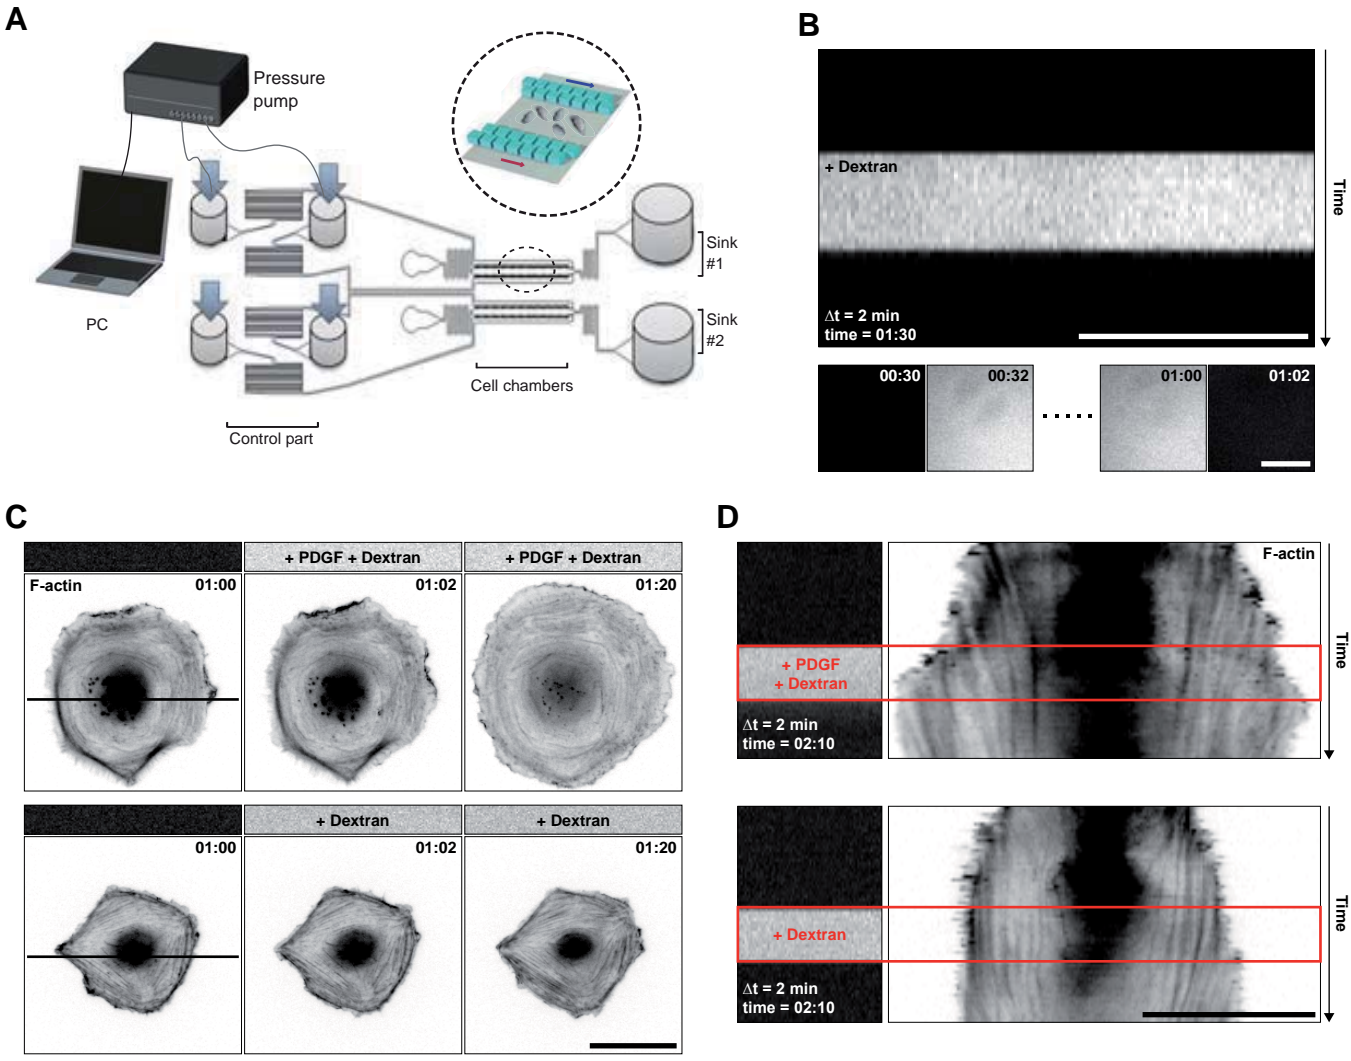 A
Pressure
pump
PC
Control part
Cell chambers
Sink
#1
Sink
#2
B
+ Dextran
Δt = 2 min
time = 01:30
Time
00:30
00:32
01:00
01:02
C
+ PDGF + Dextran
+ PDGF + Dextran
F-actin
01:00
01:02
01:20
+ Dextran
+ Dextran
01:00
01:02
01:20
D
F-actin
+ PDGF
+ Dextran
Δt = 2 min
time = 02:10
Time
+ Dextran
Δt = 2 min
time = 02:10
Time